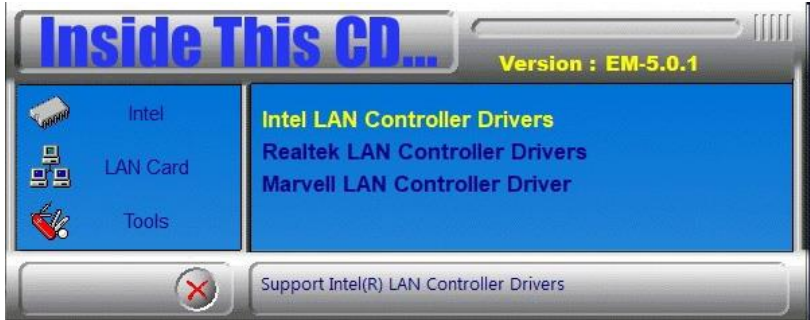 Inside This CD...
Version : EM-5.0.1
Intel
LAN Card
Tools
Intel LAN Controller Drivers
Realtek LAN Controller Drivers
Marvell LAN Controller Driver
Support Intel(R) LAN Controller Drivers